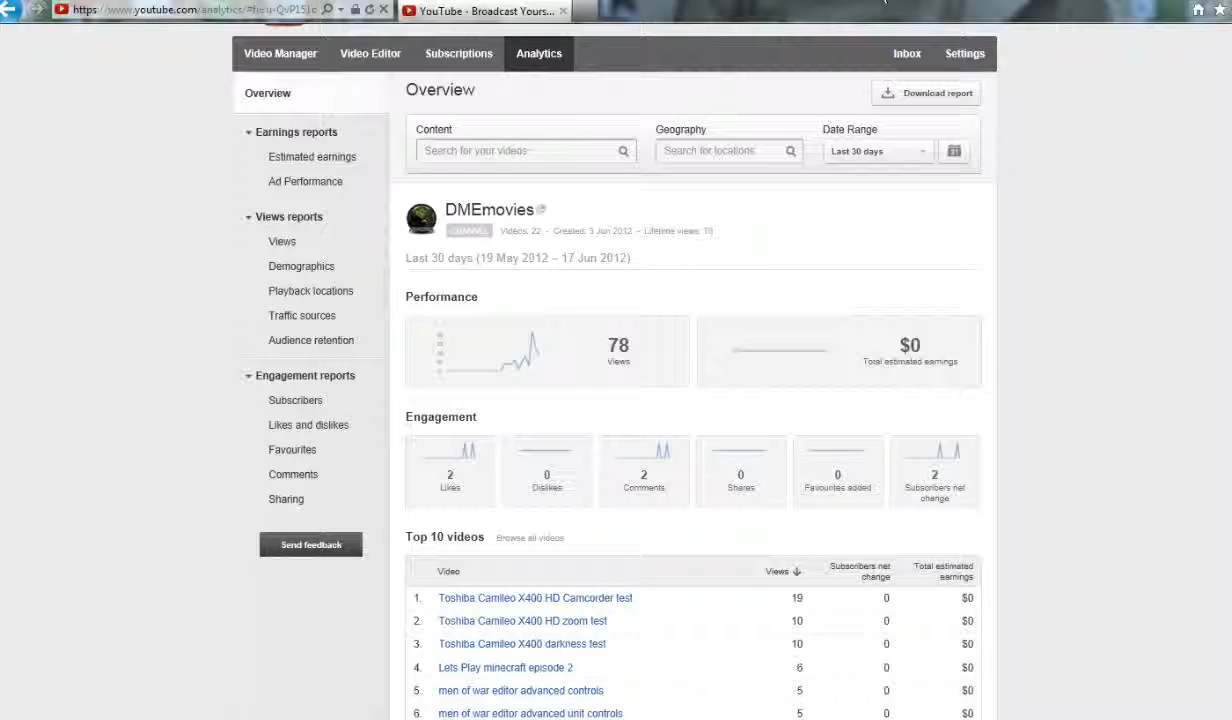 https://www.youtube.com/analytics/#fi=u-QvP151o
YouTube - Broadcast Yours...
Video Manager
Video Editor
Subscriptions
Analytics
Inbox
Settings
Overview
Earnings reports
Estimated earnings
Ad Performance
Views reports
Views
Demographics
Playback locations
Traffic sources
Audience retention
Engagement reports
Subscribers
Likes and dislikes
Favourites
Comments
Sharing
Send feedback
Overview
Download report
Content
Geography
Date Range
Search for your videos
Search for locations
Last 30 days
DMEmovies
CHANNEL Videos: 22 - Created: 3 Jun 2012 - Lifetime views:
Last 30 days (19 May 2012 – 17 Jun 2012)
Performance
78
Views
$0
Total estimated earnings
Engagement
2
Likes
0
Dislikes
2
Comments
0
Shares
0
Favourites added
2
Subscribers net
change
Top 10 videos Browse all videos
Video
Views
Subscribers net
change
Total estimated
earnings
1. Toshiba Camileo X400 HD Camcorder test 19 0 $0
2. Toshiba Camileo X400 HD zoom test 10 0 $0
3. Toshiba Camileo X400 darkness test 10 0 $0
4. Lets Play minecraft episode 2 6 0 $0
5. men of war editor advanced controls 5 0 $0
6. men of war editor advanced unit controls 5 0 $0